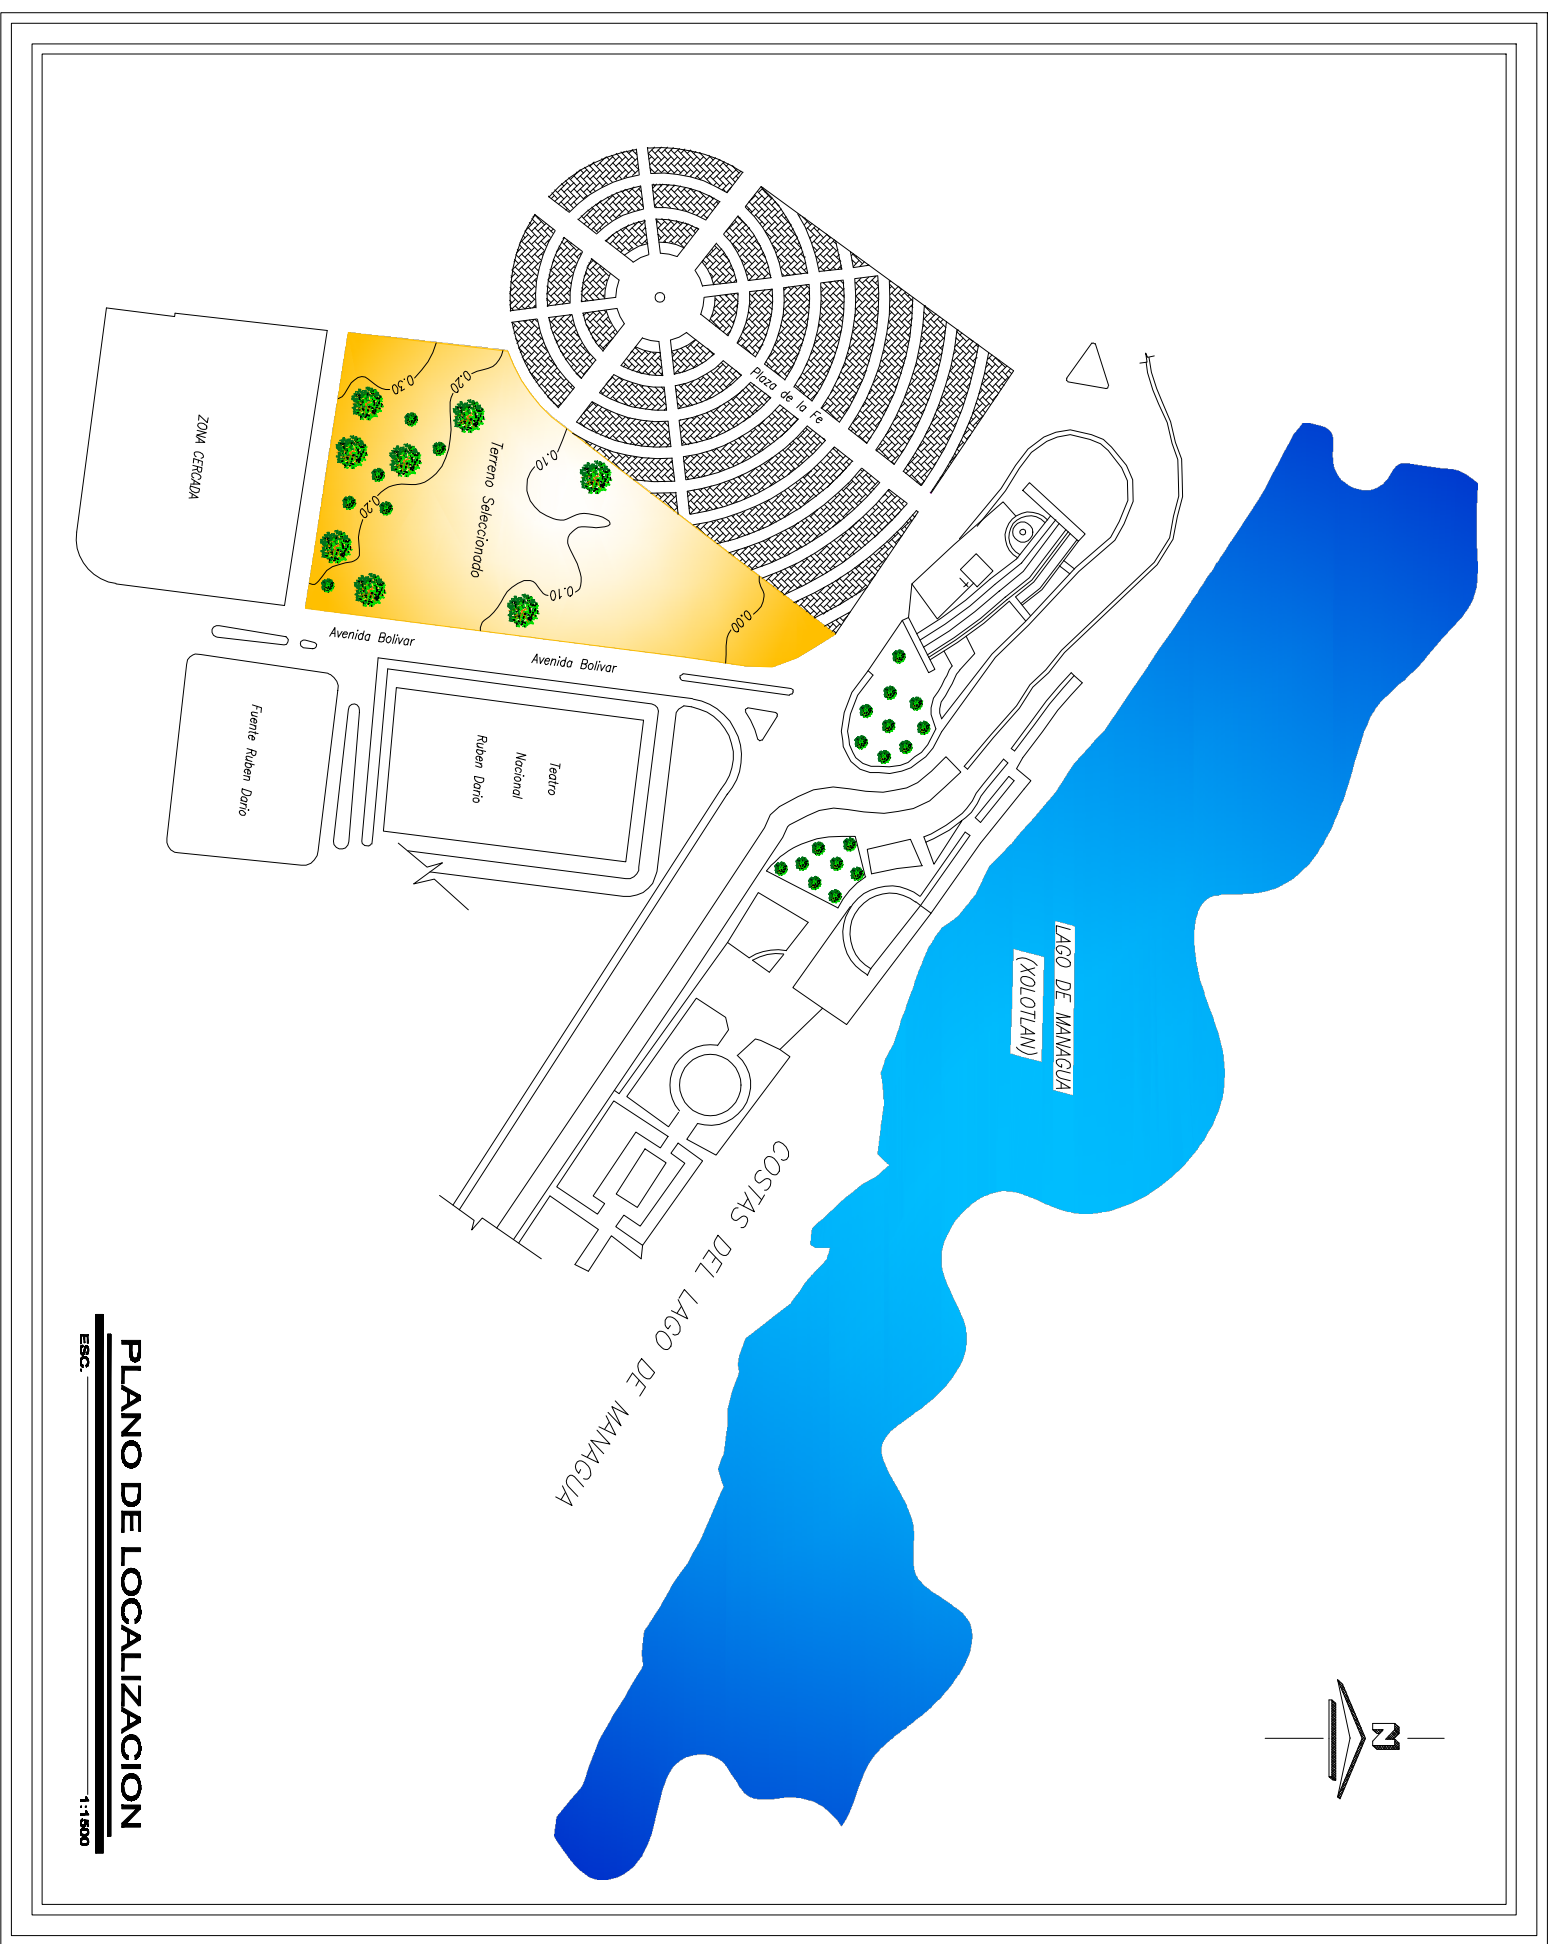 N
LAGO DE MANAGUA
(XOLOTLAN)
COSTAS DEL LAGO DE MANAGUA
Plaza de la Fe
Terreno Seleccionado
0.00
0.10
0.10
0.20
0.20
0.30
Avenida Bolivar
Avenida Bolivar
Teatro
Nacional
Ruben Dario
Fuente Ruben Dario
ZONA CERCADA
PLANO DE LOCALIZACION
ESC. 1:1500